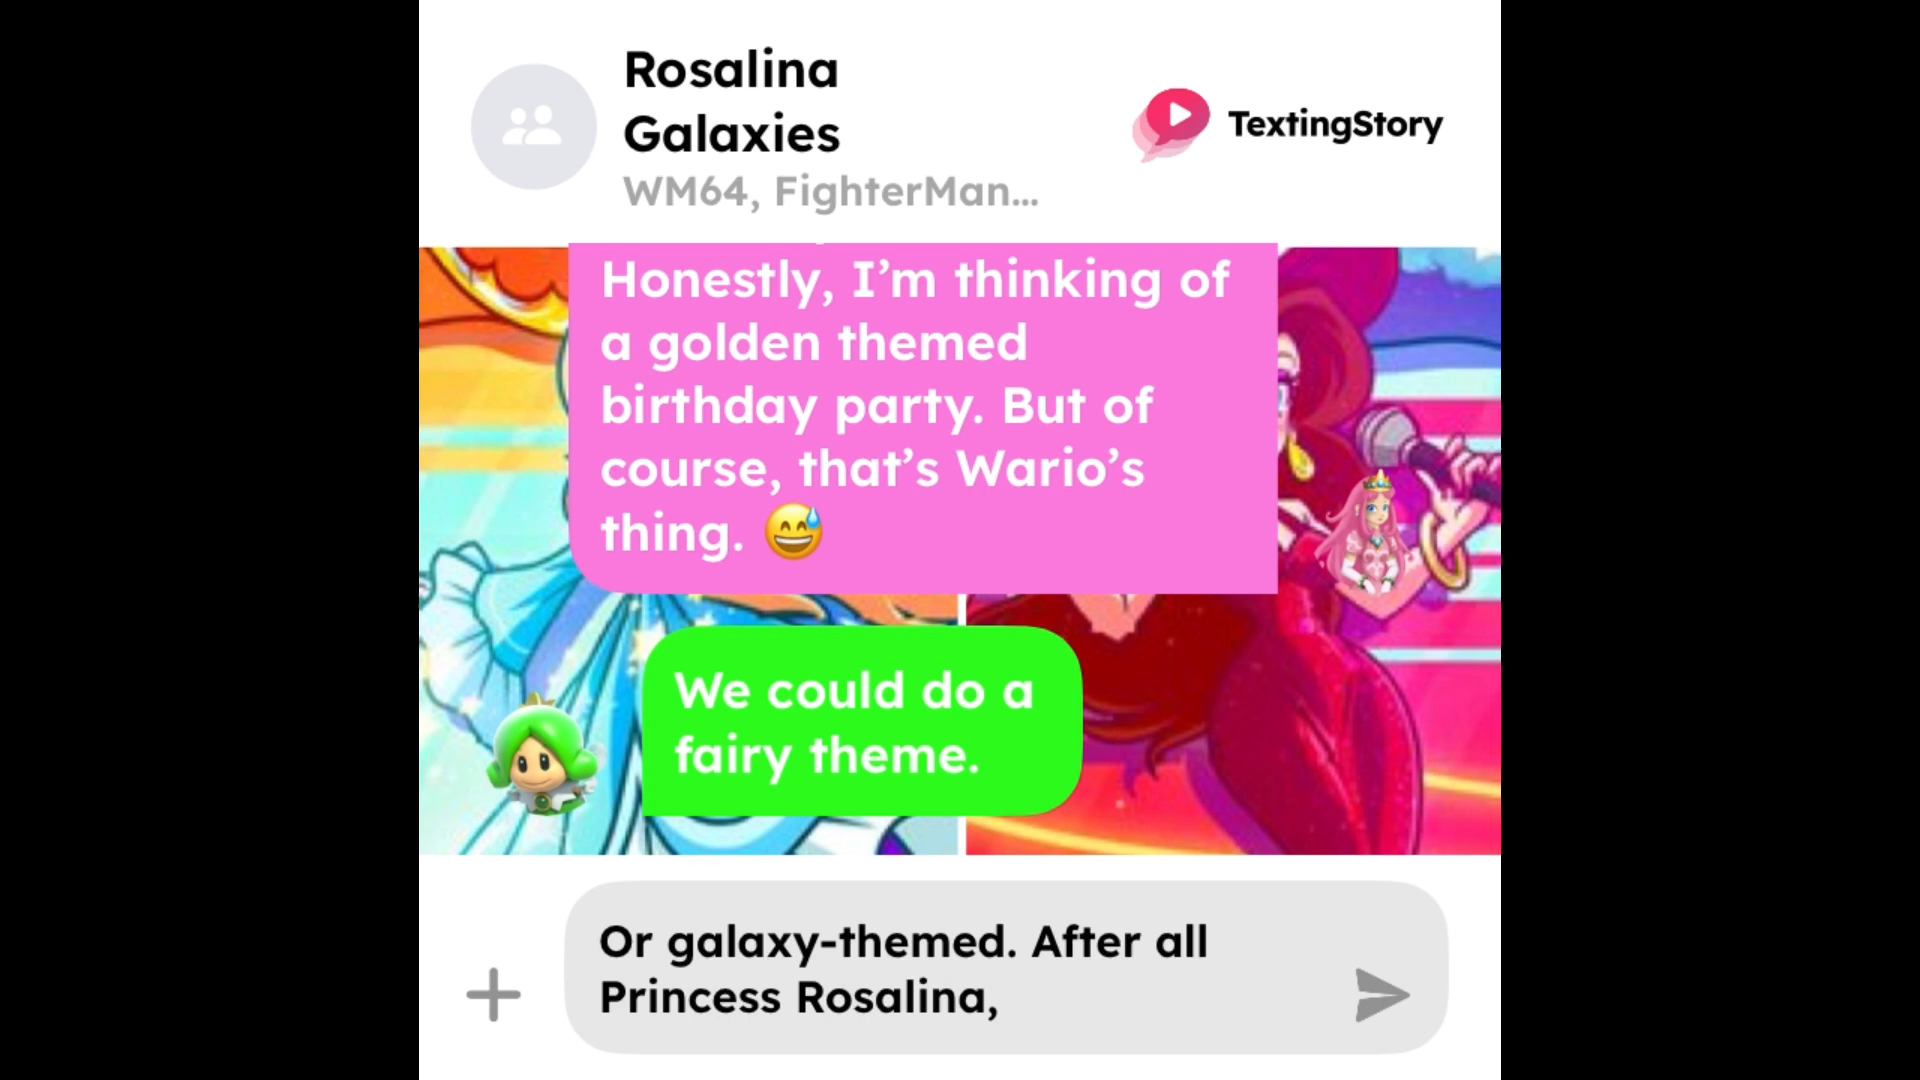 Rosalina
Galaxies
WM64, FighterMan...
TextingStory
Honestly, I’m thinking of
a golden themed
birthday party. But of
course, that’s Wario’s
thing. 😅
We could do a
fairy theme.
Or galaxy-themed. After all
Princess Rosalina,